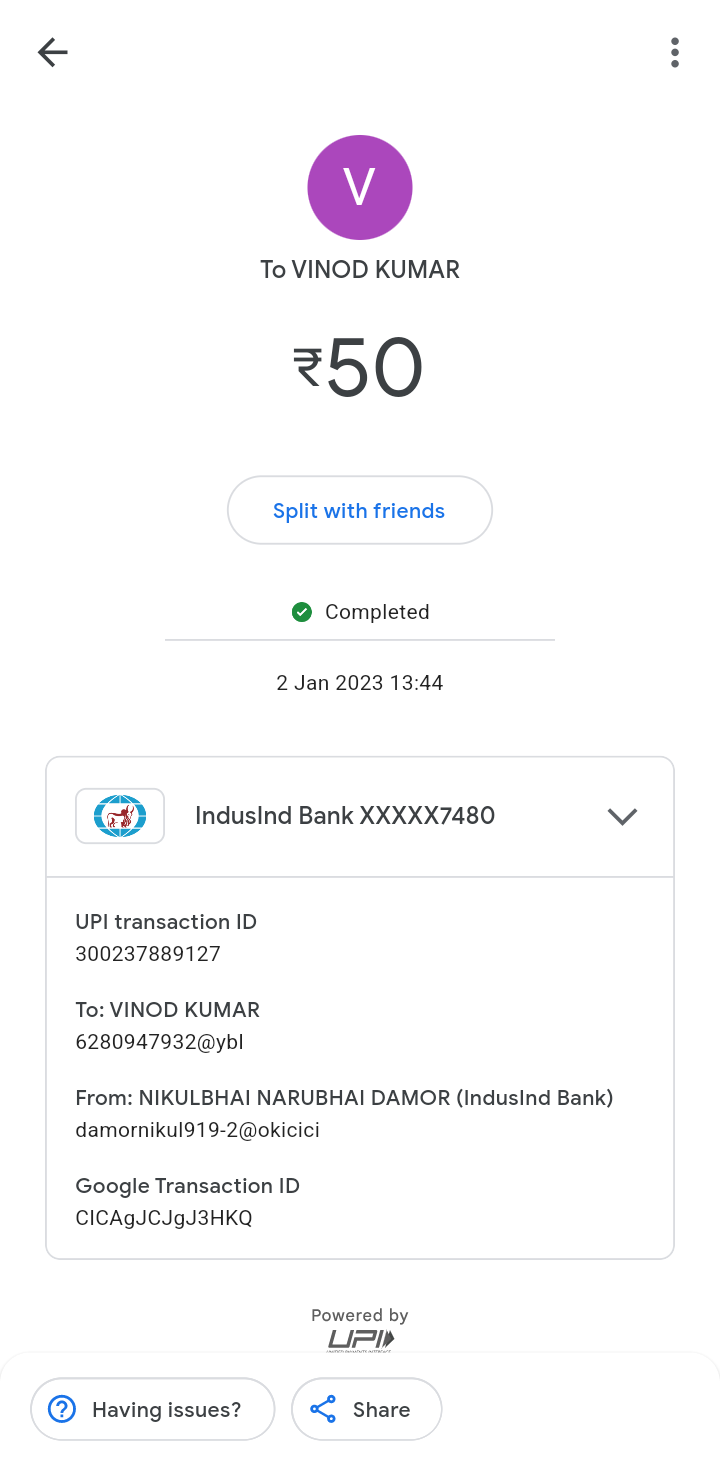 V
To VINOD KUMAR
₹50
Split with friends
Completed
2 Jan 2023 13:44
IndusInd Bank XXXXX7480
UPI transaction ID
300237889127
To: VINOD KUMAR
6280947932@ybl
From: NIKULBHAI NARUBHAI DAMOR (IndusInd Bank)
damornikul919-2@okicici
Google Transaction ID
CICAgJCJgJ3HKQ
Powered by
UPI
Having issues?
Share